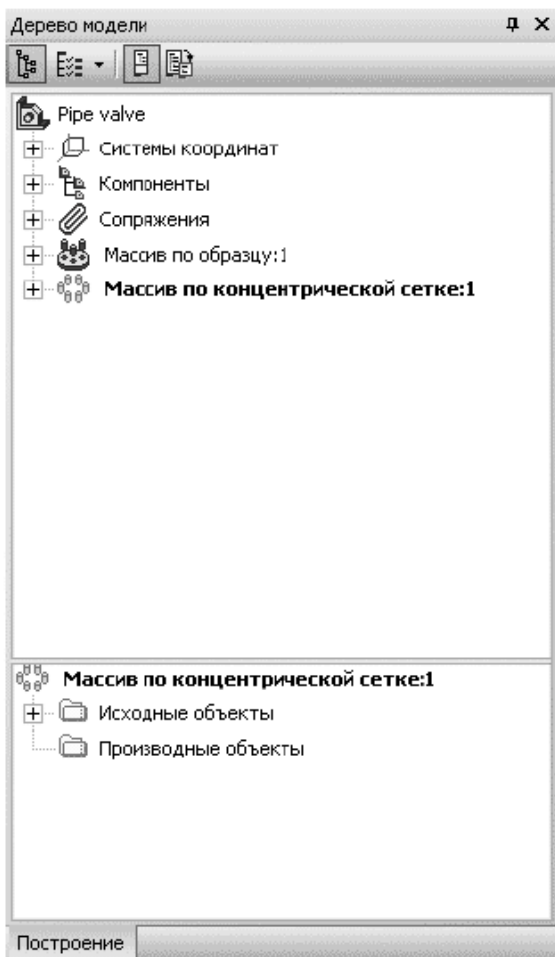 Дерево модели
Pipe valve
Системы координат
Компоненты
Сопряжения
Массив по образцу:1
Массив по концентрической сетке:1
Массив по концентрической сетке:1
Исходные объекты
Производные объекты
Построение